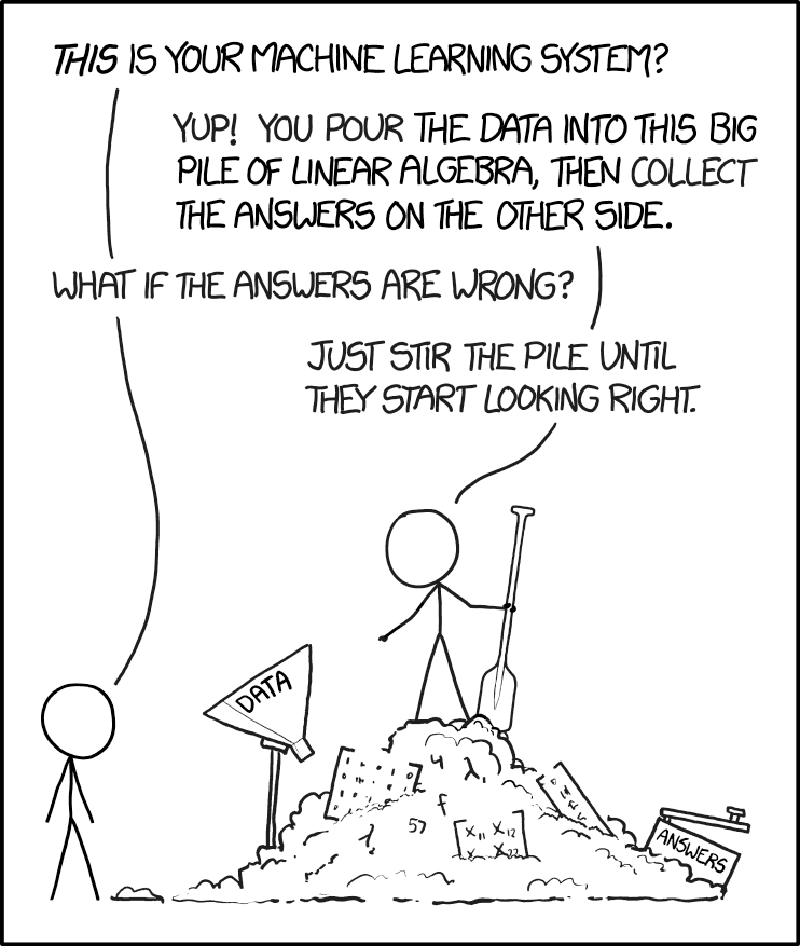 THIS IS YOUR MACHINE LEARNING SYSTEM?
YUP! YOU POUR THE DATA INTO THIS BIG
PILE OF LINEAR ALGEBRA, THEN COLLECT
THE ANSWERS ON THE OTHER SIDE.
WHAT IF THE ANSWERS ARE WRONG?
JUST STIR THE PILE UNTIL
THEY START LOOKING RIGHT.
DATA
λ
57
X₁₁ X₁₂
ANSWERS